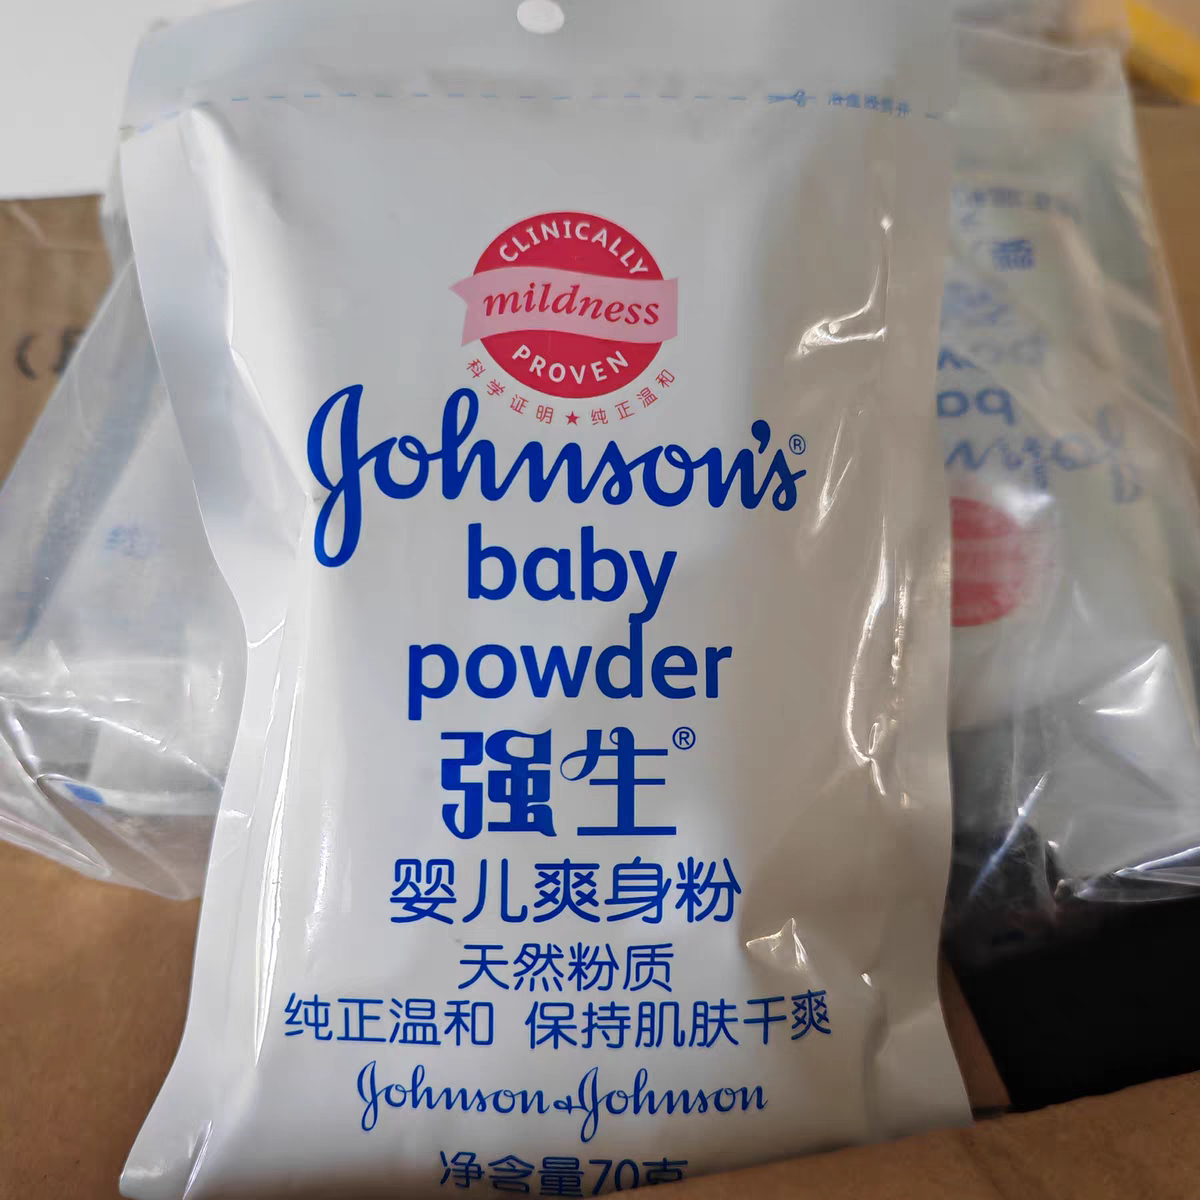 CLINICALLY
mildness
PROVEN
科学证明★纯正温和
Johnson's®
baby
powder
强生®
婴儿爽身粉
天然粉质
纯正温和 保持肌肤干爽
Johnson&Johnson
净含量70克